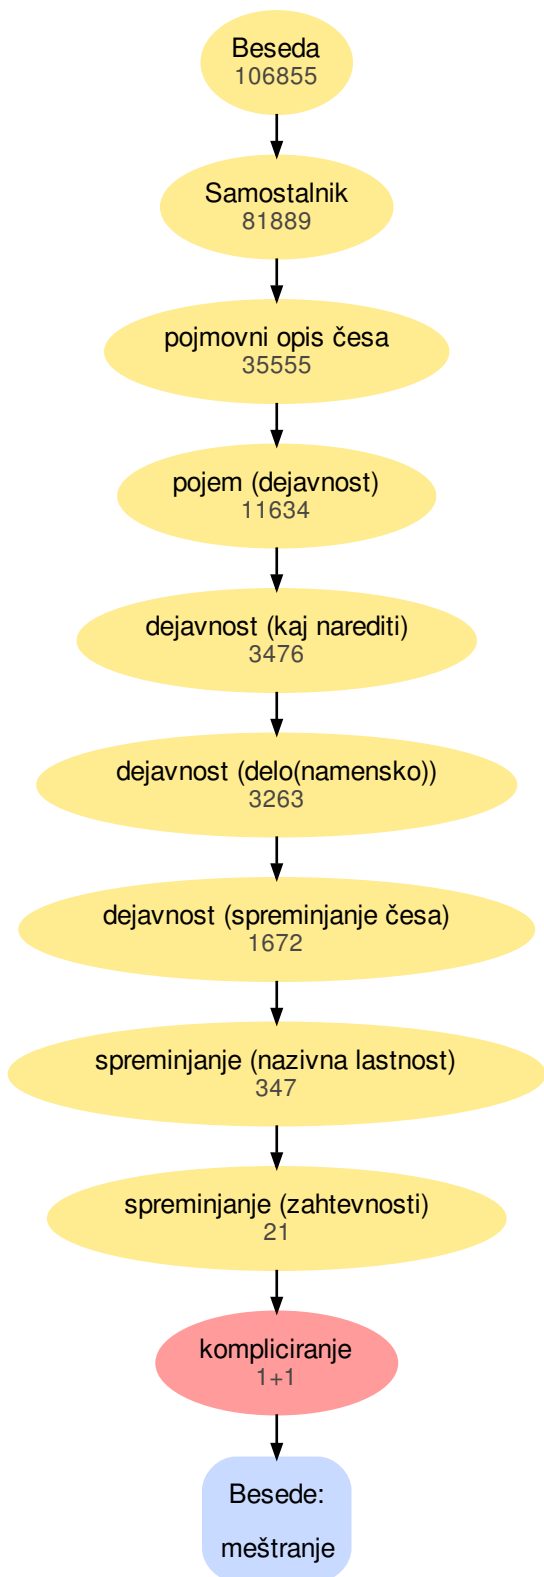 Beseda
106855
Samostalnik
81889
pojmovni opis česa
35555
pojem (dejavnost)
11634
dejavnost (kaj narediti)
3476
dejavnost (delo(namensko))
3263
dejavnost (spreminjanje česa)
1672
spreminjanje (nazivna lastnost)
347
spreminjanje (zahtevnosti)
21
kompliciranje
1+1
Besede:
meštranje